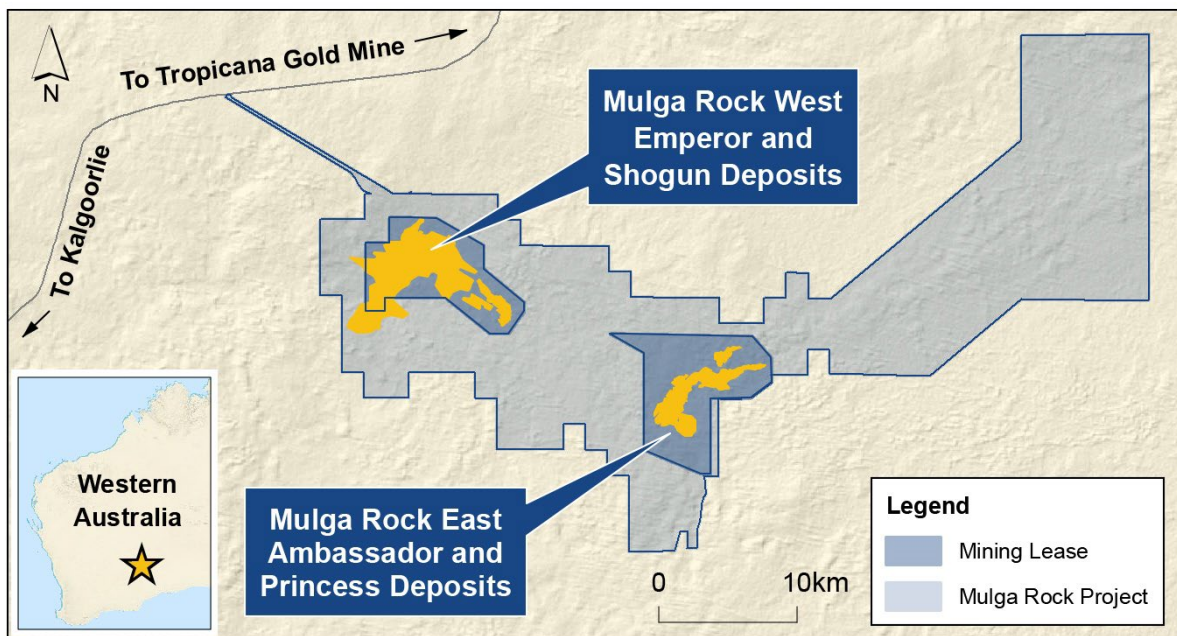 N
To Tropicana Gold Mine
To Kalgoorlie
Mulga Rock West
Emperor and
Shogun Deposits
Western
Australia
Mulga Rock East
Ambassador and
Princess Deposits
0 10km
Legend
Mining Lease
Mulga Rock Project